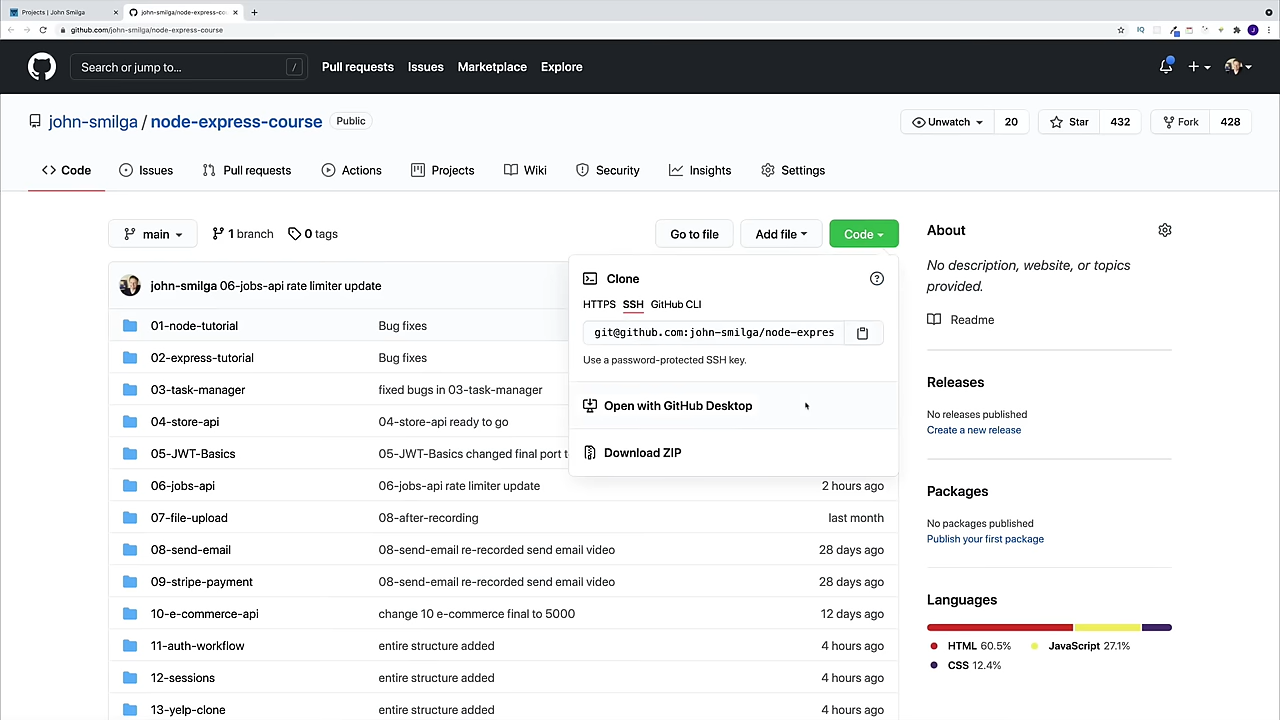 Projects | John Smilga
john-smilga/node-express-co
github.com/john-smilga/node-express-course
Search or jump to...
/
Pull requests
Issues
Marketplace
Explore
john-smilga / node-express-course
Public
Unwatch
20
Star
432
Fork
428
Code
Issues
Pull requests
Actions
Projects
Wiki
Security
Insights
Settings
main
1 branch
0 tags
Go to file
Add file
Code
john-smilga 06-jobs-api rate limiter update
01-node-tutorial
Bug fixes
02-express-tutorial
Bug fixes
03-task-manager
fixed bugs in 03-task-manager
04-store-api
04-store-api ready to go
05-JWT-Basics
05-JWT-Basics changed final port t
06-jobs-api
06-jobs-api rate limiter update
2 hours ago
07-file-upload
08-after-recording
last month
08-send-email
08-send-email re-recorded send email video
28 days ago
09-stripe-payment
08-send-email re-recorded send email video
28 days ago
10-e-commerce-api
change 10 e-commerce final to 5000
12 days ago
11-auth-workflow
entire structure added
4 hours ago
12-sessions
entire structure added
4 hours ago
13-yelp-clone
entire structure added
4 hours ago
Clone
HTTPS SSH GitHub CLI
git@github.com:john-smilga/node-expres
Use a password-protected SSH key.
Open with GitHub Desktop
Download ZIP
About
No description, website, or topics
provided.
Readme
Releases
No releases published
Create a new release
Packages
No packages published
Publish your first package
Languages
HTML 60.5%
JavaScript 27.1%
CSS 12.4%